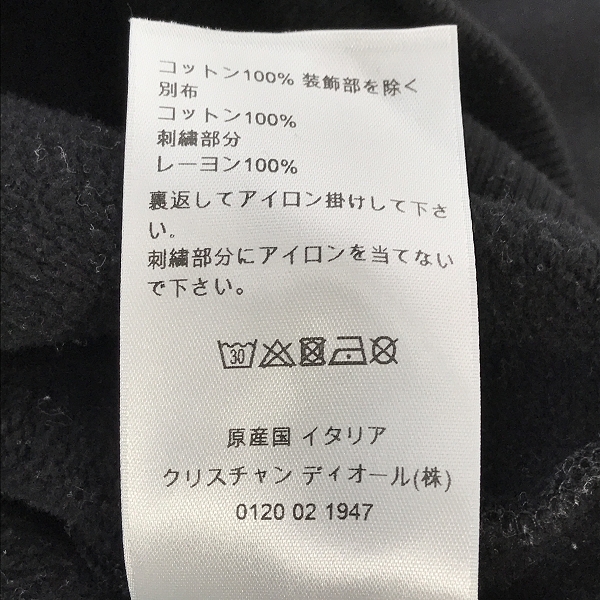 コットン100% 装飾部を除く
別布
コットン100%
刺繍部分
レーヨン100%
裏返してアイロン掛けして下さ
い。
刺繍部分にアイロンを当てない
で下さい。
30
原産国 イタリア
クリスチャン ディオール(株)
0120 02 1947